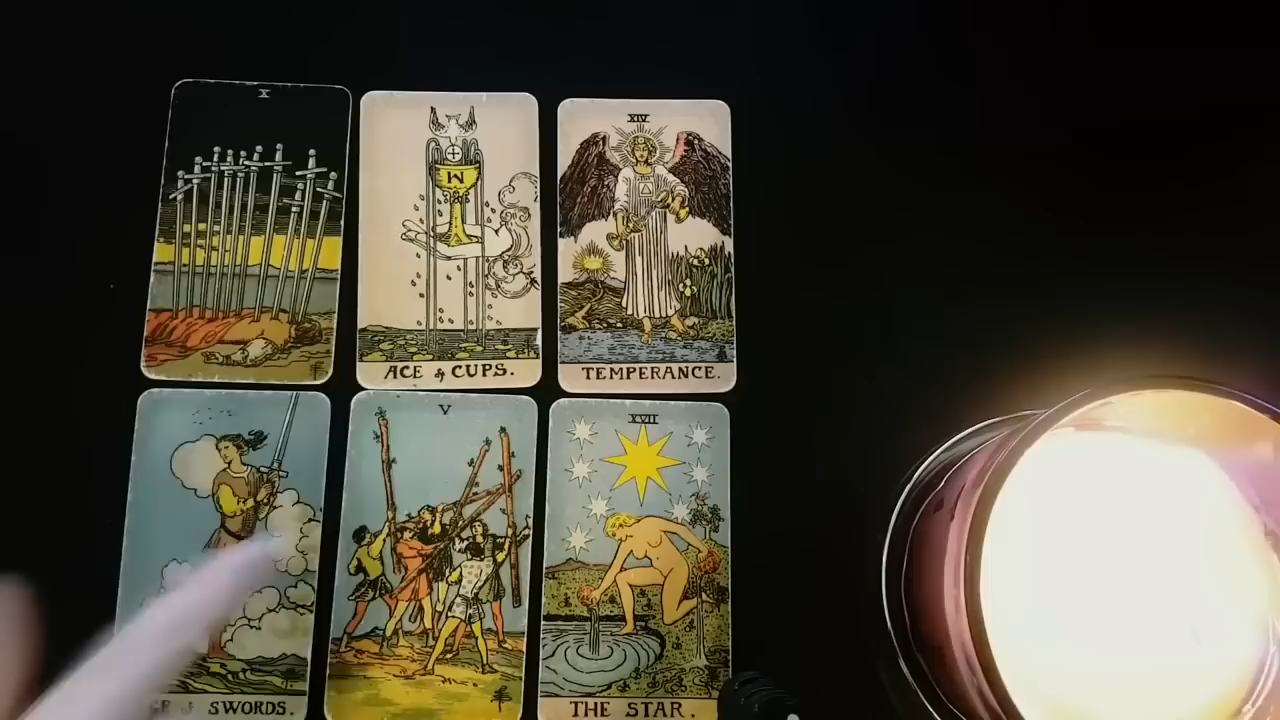 X
ACE of CUPS.
XIV
TEMPERANCE.
SWORDS.
V
XVII
THE STAR.